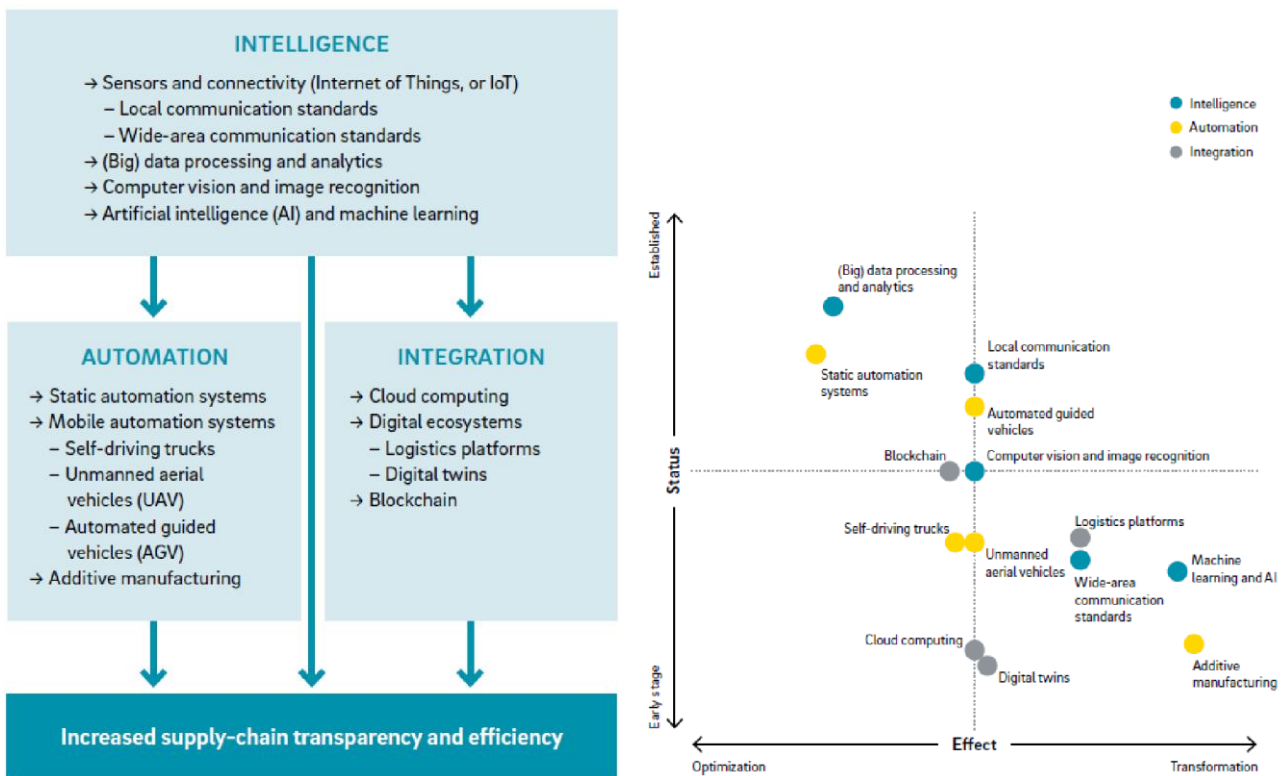 INTELLIGENCE
→ Sensors and connectivity (Internet of Things, or IoT)
– Local communication standards
– Wide-area communication standards
→ (Big) data processing and analytics
→ Computer vision and image recognition
→ Artificial intelligence (AI) and machine learning
AUTOMATION
→ Static automation systems
→ Mobile automation systems
– Self-driving trucks
– Unmanned aerial
vehicles (UAV)
– Automated guided
vehicles (AGV)
→ Additive manufacturing
INTEGRATION
→ Cloud computing
→ Digital ecosystems
– Logistics platforms
– Digital twins
→ Blockchain
Increased supply-chain transparency and efficiency
Intelligence
Automation
Integration
Established
Status
Early stage
(Big) data processing
and analytics
Static automation
systems
Local communication
standards
Automated guided
vehicles
Blockchain
Computer vision and image recognition
Self-driving trucks
Unmanned
aerial vehicles
Logistics platforms
Wide-area
communication
standards
Machine
learning and AI
Cloud computing
Digital twins
Additive
manufacturing
Effect
Optimization
Transformation